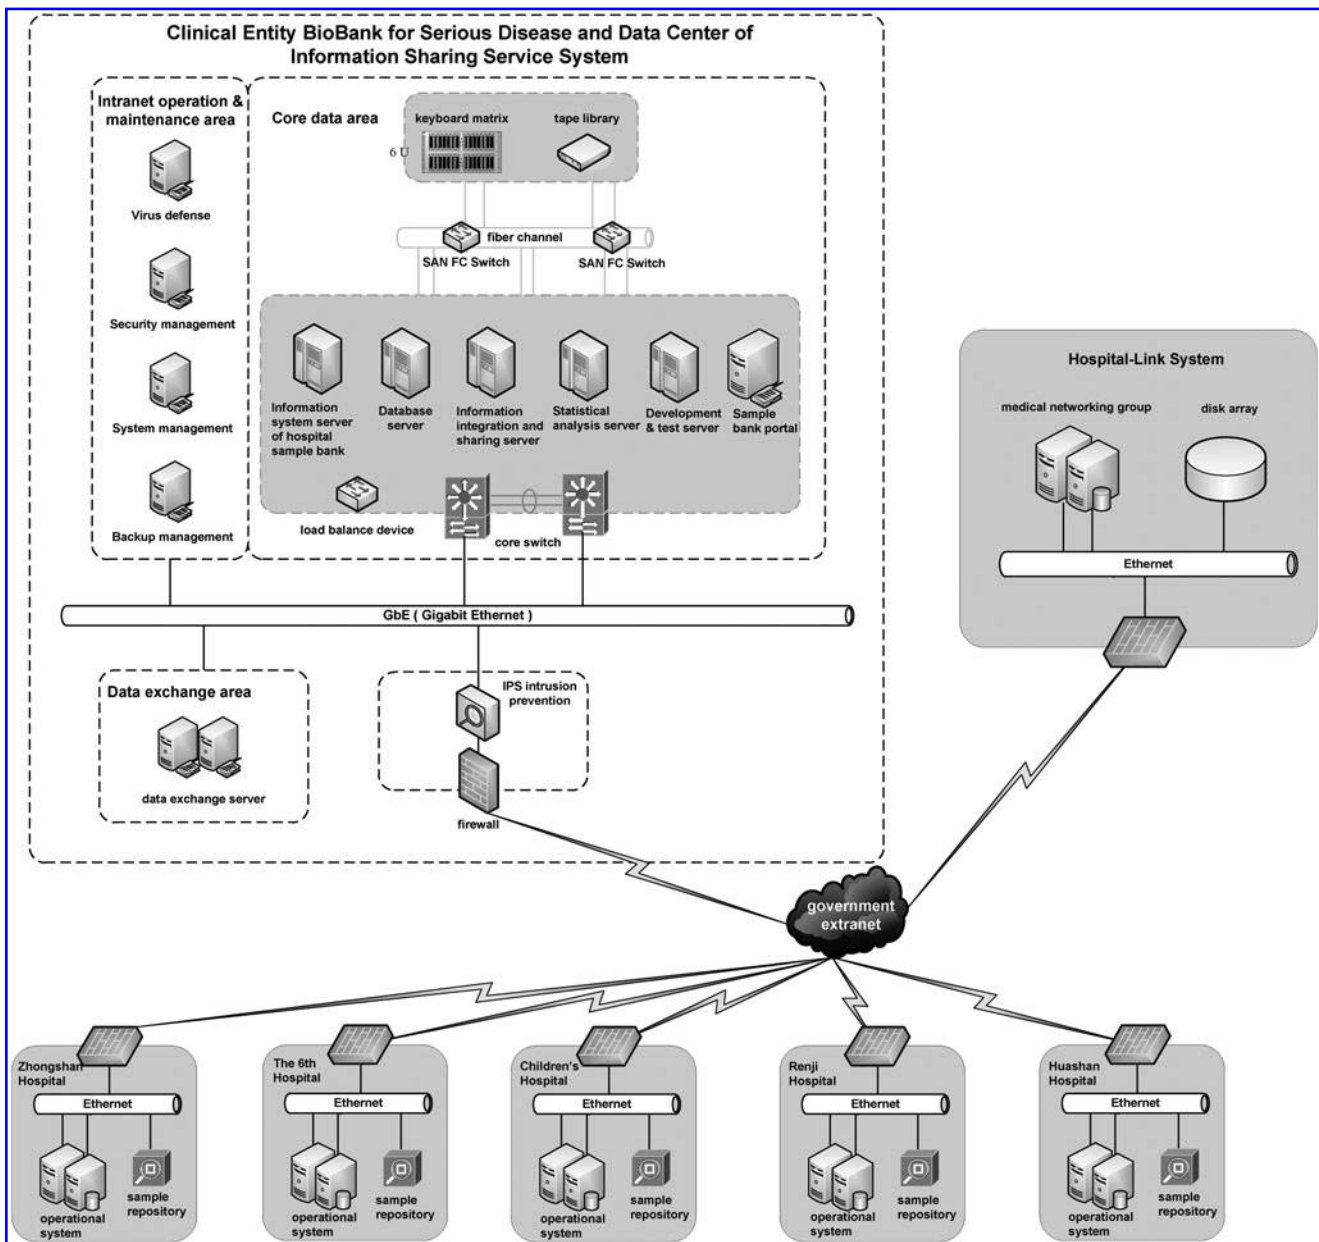 Clinical Entity BioBank for Serious Disease and Data Center of
Information Sharing Service System
Intranet operation &
maintenance area
Virus defense
Security management
System management
Backup management
Core data area
keyboard matrix
tape library
6 U
fiber channel
SAN FC Switch
SAN FC Switch
Information
system server
of hospital
sample bank
Database
server
Information
integration and
sharing server
Statistical
analysis server
Development
& test server
Sample
bank portal
load balance device
core switch
GbE ( Gigabit Ethernet )
Data exchange area
data exchange server
IPS intrusion
prevention
firewall
Hospital-Link System
medical networking group
disk array
Ethernet
government
extranet
Zhongshan
Hospital
Ethernet
operational
system
sample
repository
The 6th
Hospital
Ethernet
operational
system
sample
repository
Children's
Hospital
Ethernet
operational
system
sample
repository
Renji
Hospital
Ethernet
operational
system
sample
repository
Huashan
Hospital
Ethernet
operational
system
sample
repository